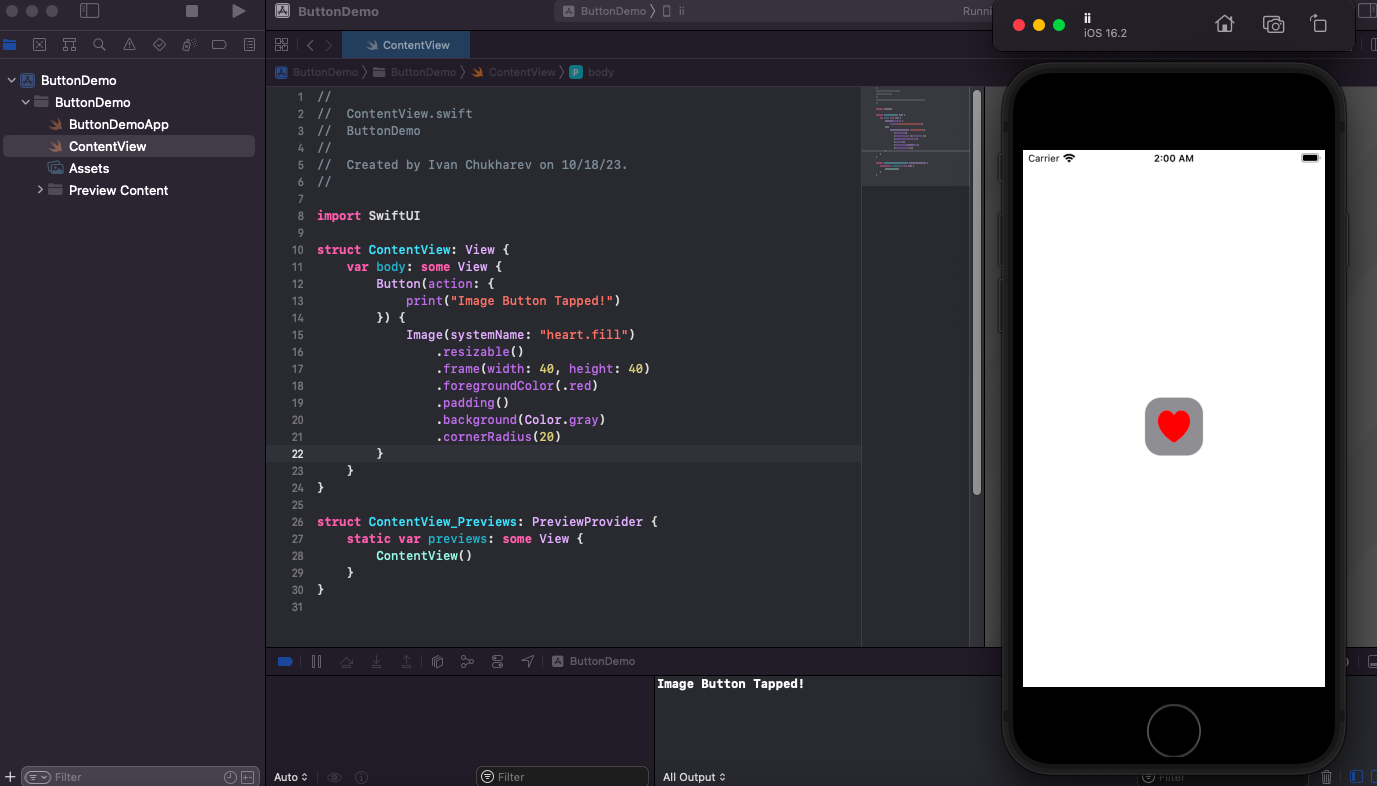 ButtonDemo
ButtonDemo
ButtonDemoApp
ContentView
Assets
Preview Content
Filter
ButtonDemo
ButtonDemo 〉 ii
Runni
ContentView
ButtonDemo 〉 ButtonDemo 〉 ContentView 〉 P body
1 //
2 //  ContentView.swift
3 //  ButtonDemo
4 //
5 //  Created by Ivan Chukharev on 10/18/23.
6 //
7
8 import SwiftUI
9
10 struct ContentView: View {
11     var body: some View {
12         Button(action: {
13             print("Image Button Tapped!")
14         }) {
15             Image(systemName: "heart.fill")
16                 .resizable()
17                 .frame(width: 40, height: 40)
18                 .foregroundColor(.red)
19                 .padding()
20                 .background(Color.gray)
21                 .cornerRadius(20)
22         }
23     }
24 }
25
26 struct ContentView_Previews: PreviewProvider {
27     static var previews: some View {
28         ContentView()
29     }
30 }
31
ButtonDemo
Image Button Tapped!
Auto
Filter
All Output
Filter
ii
iOS 16.2
Carrier
2:00 AM